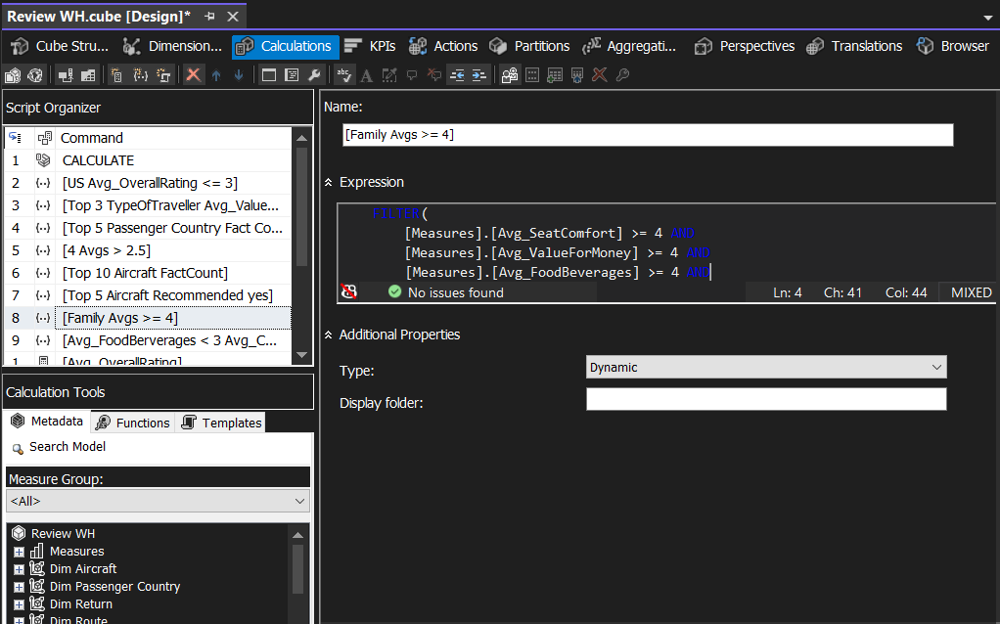 Review WH.cube [Design]*
Cube Stru... Dimension... Calculations KPIs Actions Partitions Aggregati... Perspectives Translations Browser
Script Organizer
Command
1 CALCULATE
2 [US Avg_OverallRating <= 3]
3 [Top 3 TypeOfTraveller Avg_Value...
4 [Top 5 Passenger Country Fact Co...
5 [4 Avgs > 2.5]
6 [Top 10 Aircraft FactCount]
7 [Top 5 Aircraft Recommended yes]
8 [Family Avgs >= 4]
9 [Avg_FoodBerverages < 3 Avg_C...
1 [Avg_OverallRating]
Calculation Tools
Metadata Functions Templates
Search Model
Measure Group:
<All>
Review WH
Measures
Dim Aircraft
Dim Passenger Country
Dim Return
Dim Route
Name:
[Family Avgs >= 4]
Expression
FILTER(
[Measures].[Avg_SeatComfort] >= 4 AND
[Measures].[Avg_ValueForMoney] >= 4 AND
[Measures].[Avg_FoodBeverages] >= 4 AND
No issues found Ln: 4 Ch: 41 Col: 44 MIXED
Additional Properties
Type: Dynamic
Display folder: